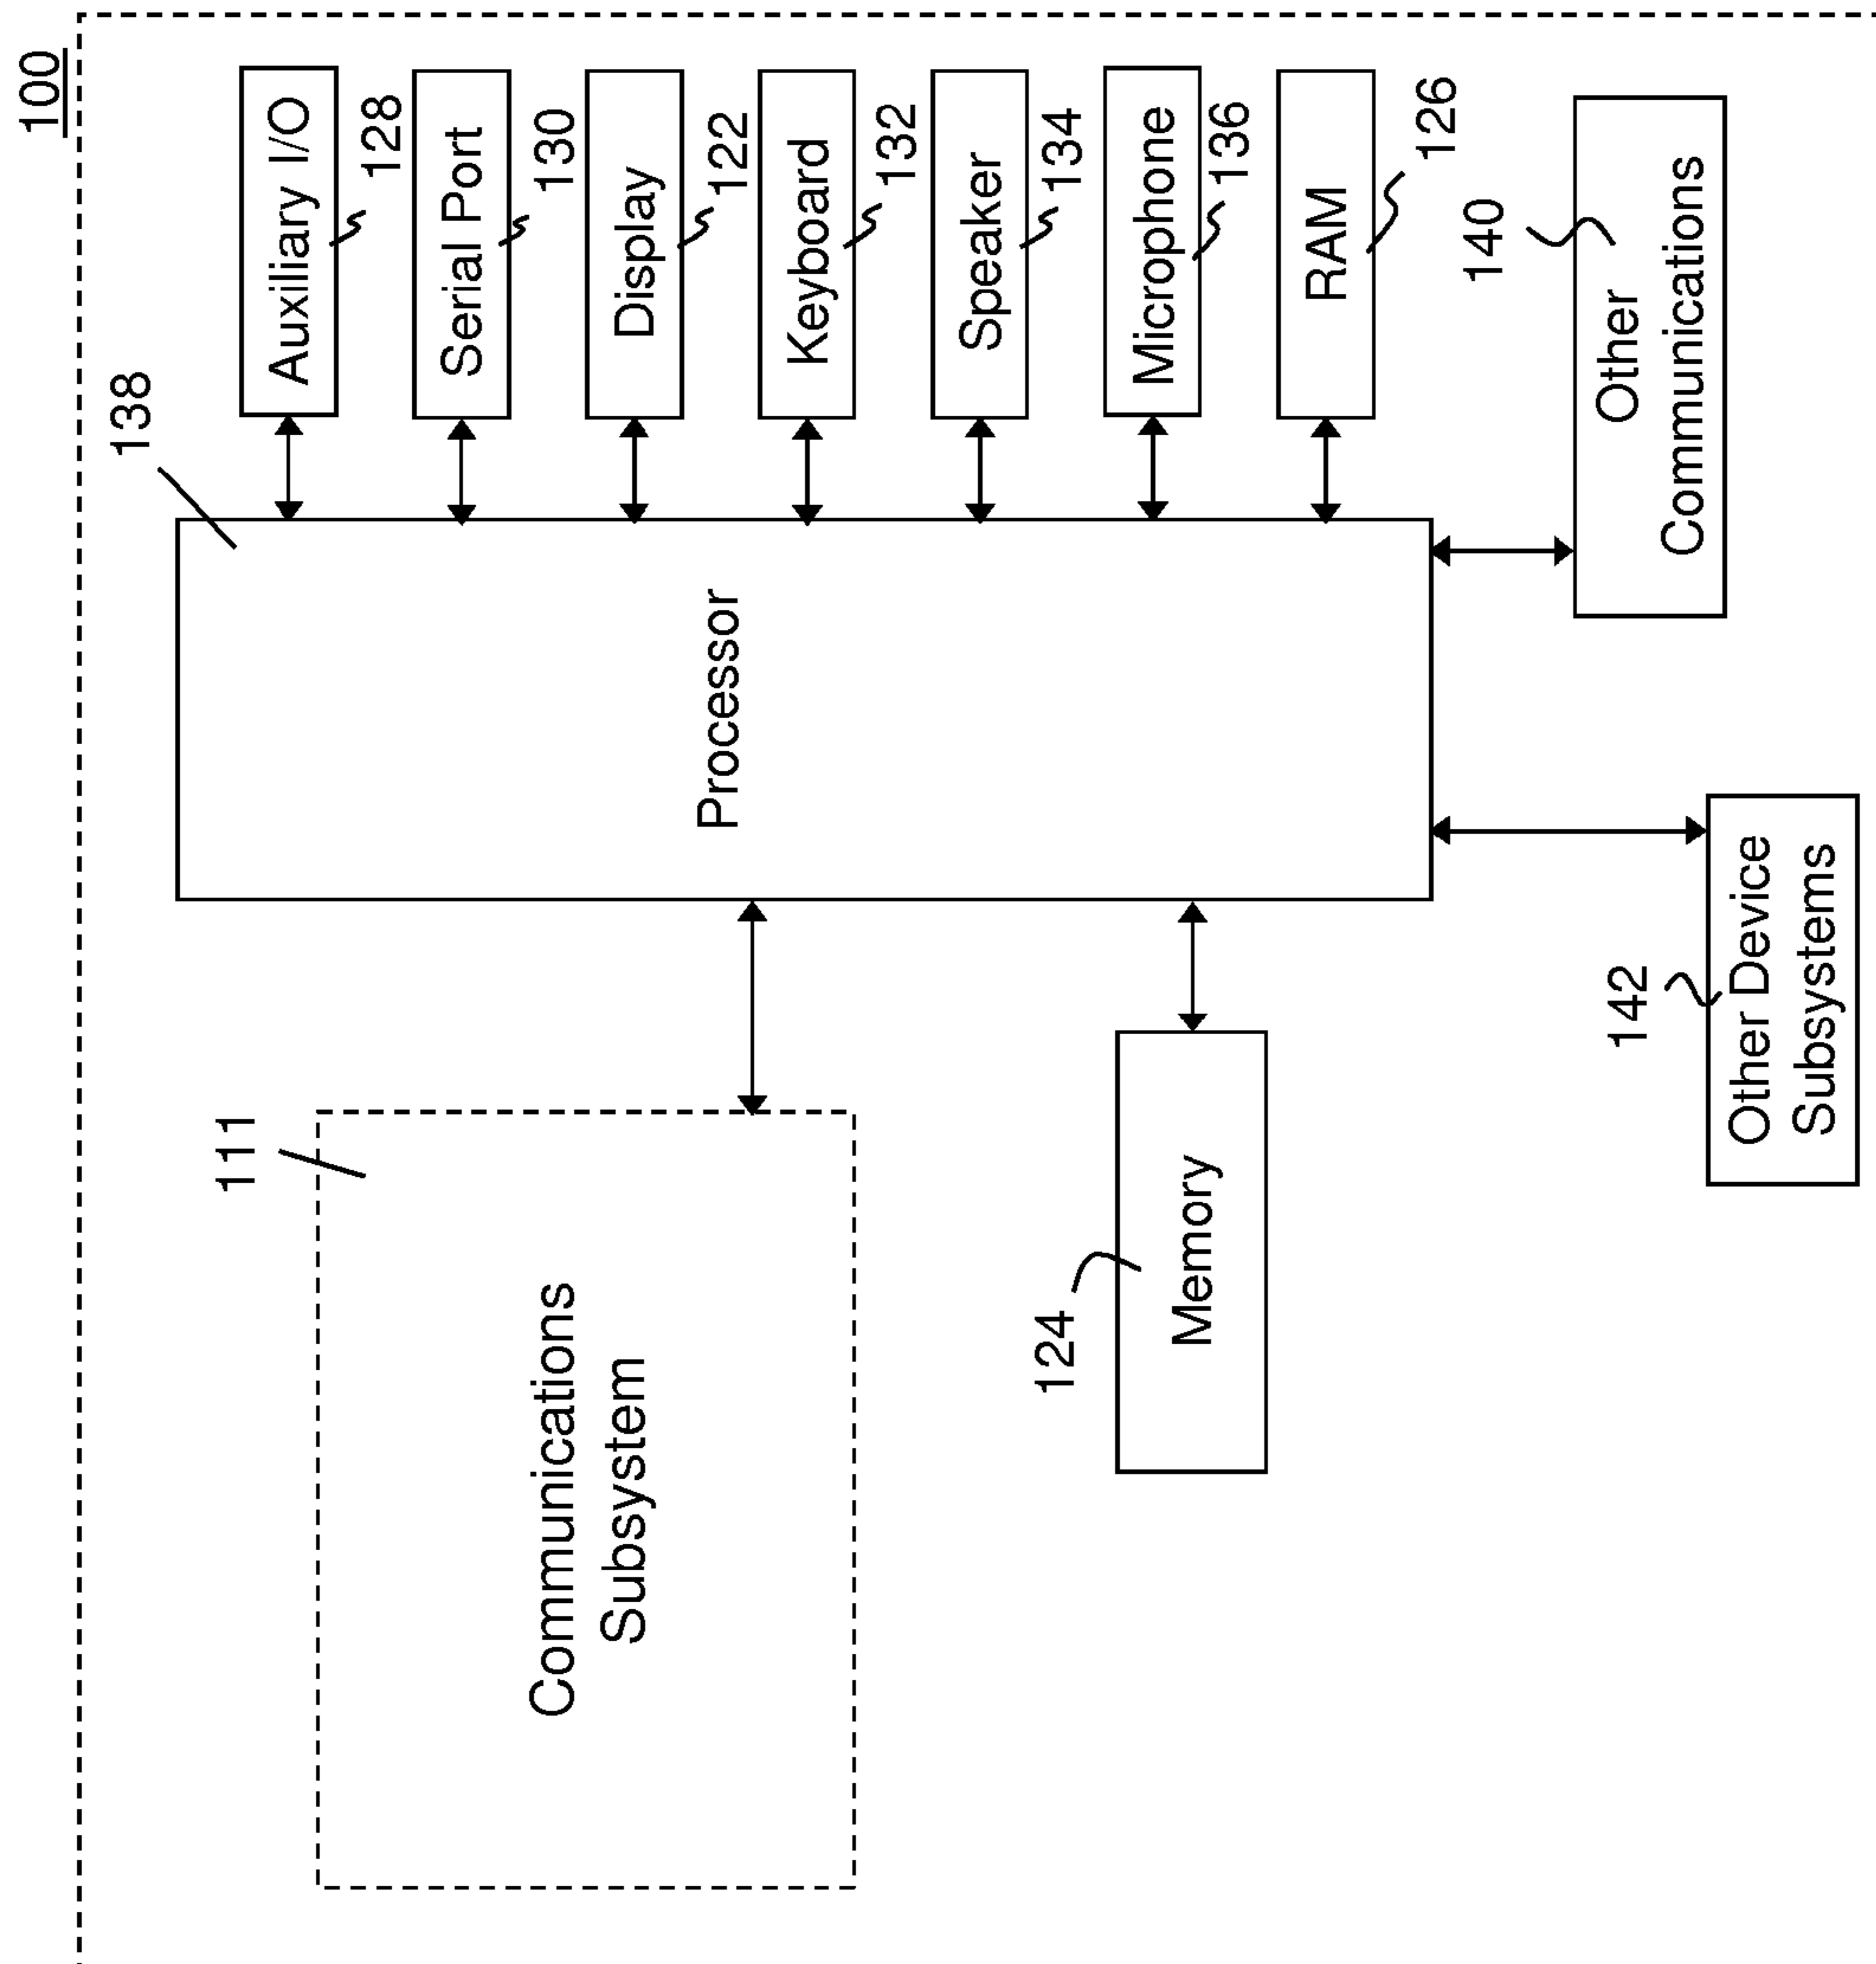 100
138
Auxiliary I/O
128
Serial Port
130
Display
122
Keyboard
132
Speaker
134
Microphone
136
RAM
126
Processor
111
Communications
Subsystem
124
Memory
140
Other
Communications
142
Other Device
Subsystems